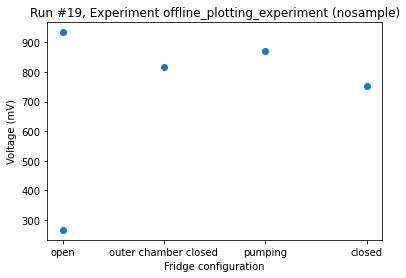 Run #19, Experiment offline_plotting_experiment (nosample)
900
800
700
600
500
400
300
Voltage (mV)
open
outer chamber closed
pumping
closed
Fridge configuration